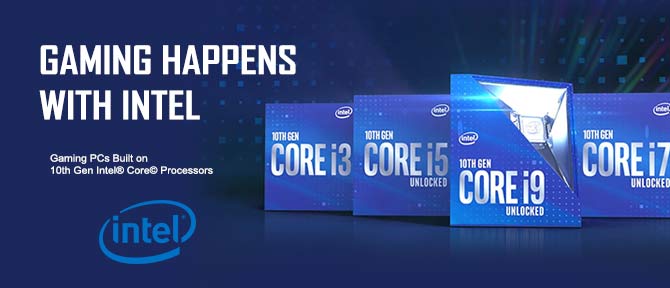 GAMING HAPPENS
WITH INTEL
Gaming PCs Built on
10th Gen Intel® Core© Processors
intel
intel
10TH GEN
CORE i3
intel
10TH GEN
CORE i5
UNLOCKED
intel
10TH GEN
CORE i9
UNLOCKED
intel
10TH GEN
CORE i7
UNLOCKED